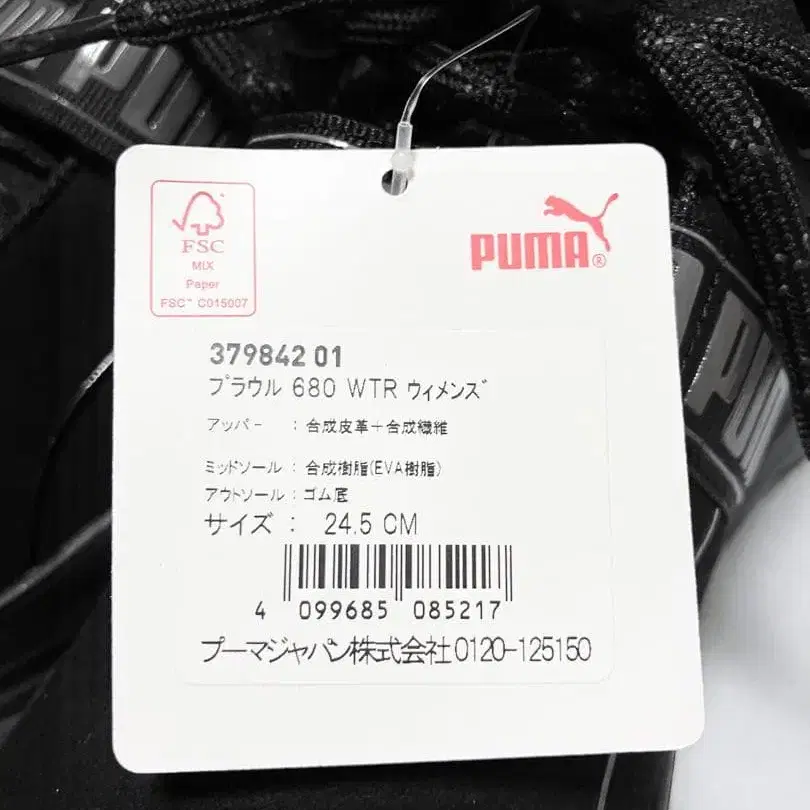 FSC
MIX
Paper
FSC™ C015007
PUMA®
379842 01
プラウル 680 WTR ウィメンズ
アッパー : 合成皮革+合成繊維
ミッドソール : 合成樹脂(EVA樹脂)
アウトソール : ゴム底
サイズ : 24.5 CM
4 099685 085217
プーマジャパン株式会社 0120-125150